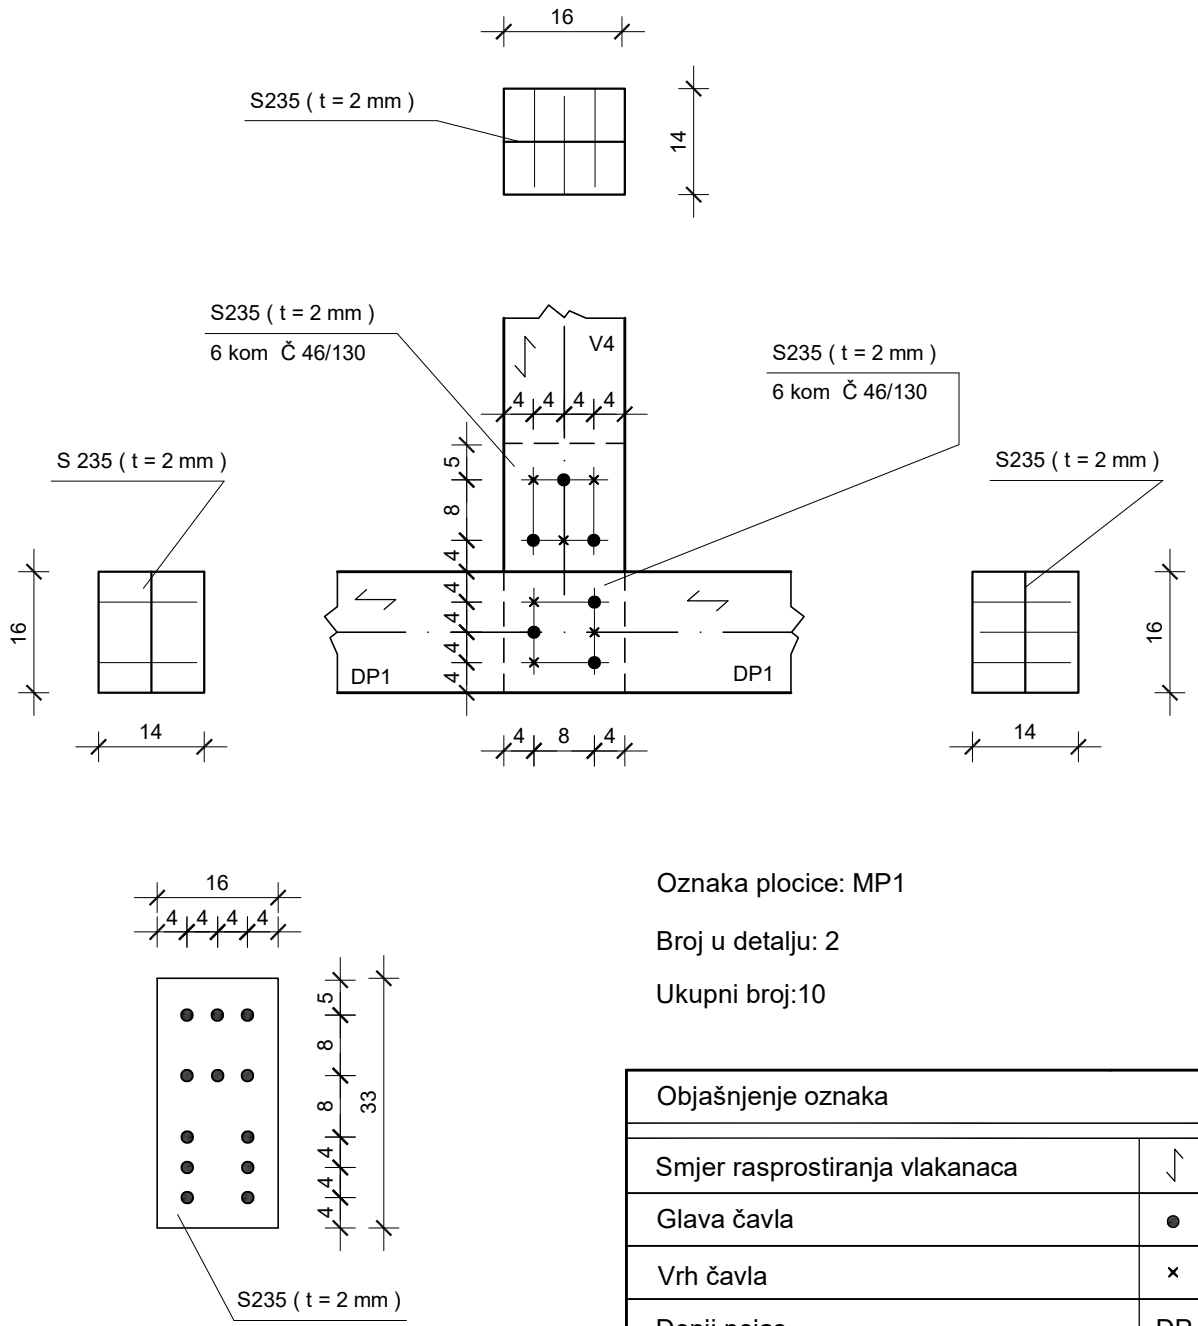 16
S235 ( t = 2 mm )
14
S235 ( t = 2 mm )
6 kom Č 46/130
V4
S235 ( t = 2 mm )
6 kom Č 46/130
4 4 4 4
S 235 ( t = 2 mm )
S235 ( t = 2 mm )
5
8
4
4
4
4
4
16
16
DP1
DP1
14
4 8 4
14
16
4 4 4 4
5
8
8
4
4
4
33
S235 ( t = 2 mm )
Oznaka plocice: MP1
Broj u detalju: 2
Ukupni broj:10
Objašnjenje oznaka
Smjer rasprostiranja vlakanaca
Glava čavla
Vrh čavla
Donji pojas DP